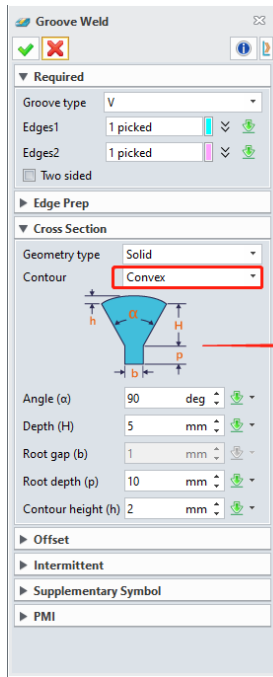 Groove Weld
Required
Groove type V
Edges1 1 picked
Edges2 1 picked
Two sided
Edge Prep
Cross Section
Geometry type Solid
Contour Convex
h α H
p
b
Angle (α) 90 deg
Depth (H) 5 mm
Root gap (b) 1 mm
Root depth (p) 10 mm
Contour height (h) 2 mm
Offset
Intermittent
Supplementary Symbol
PMI